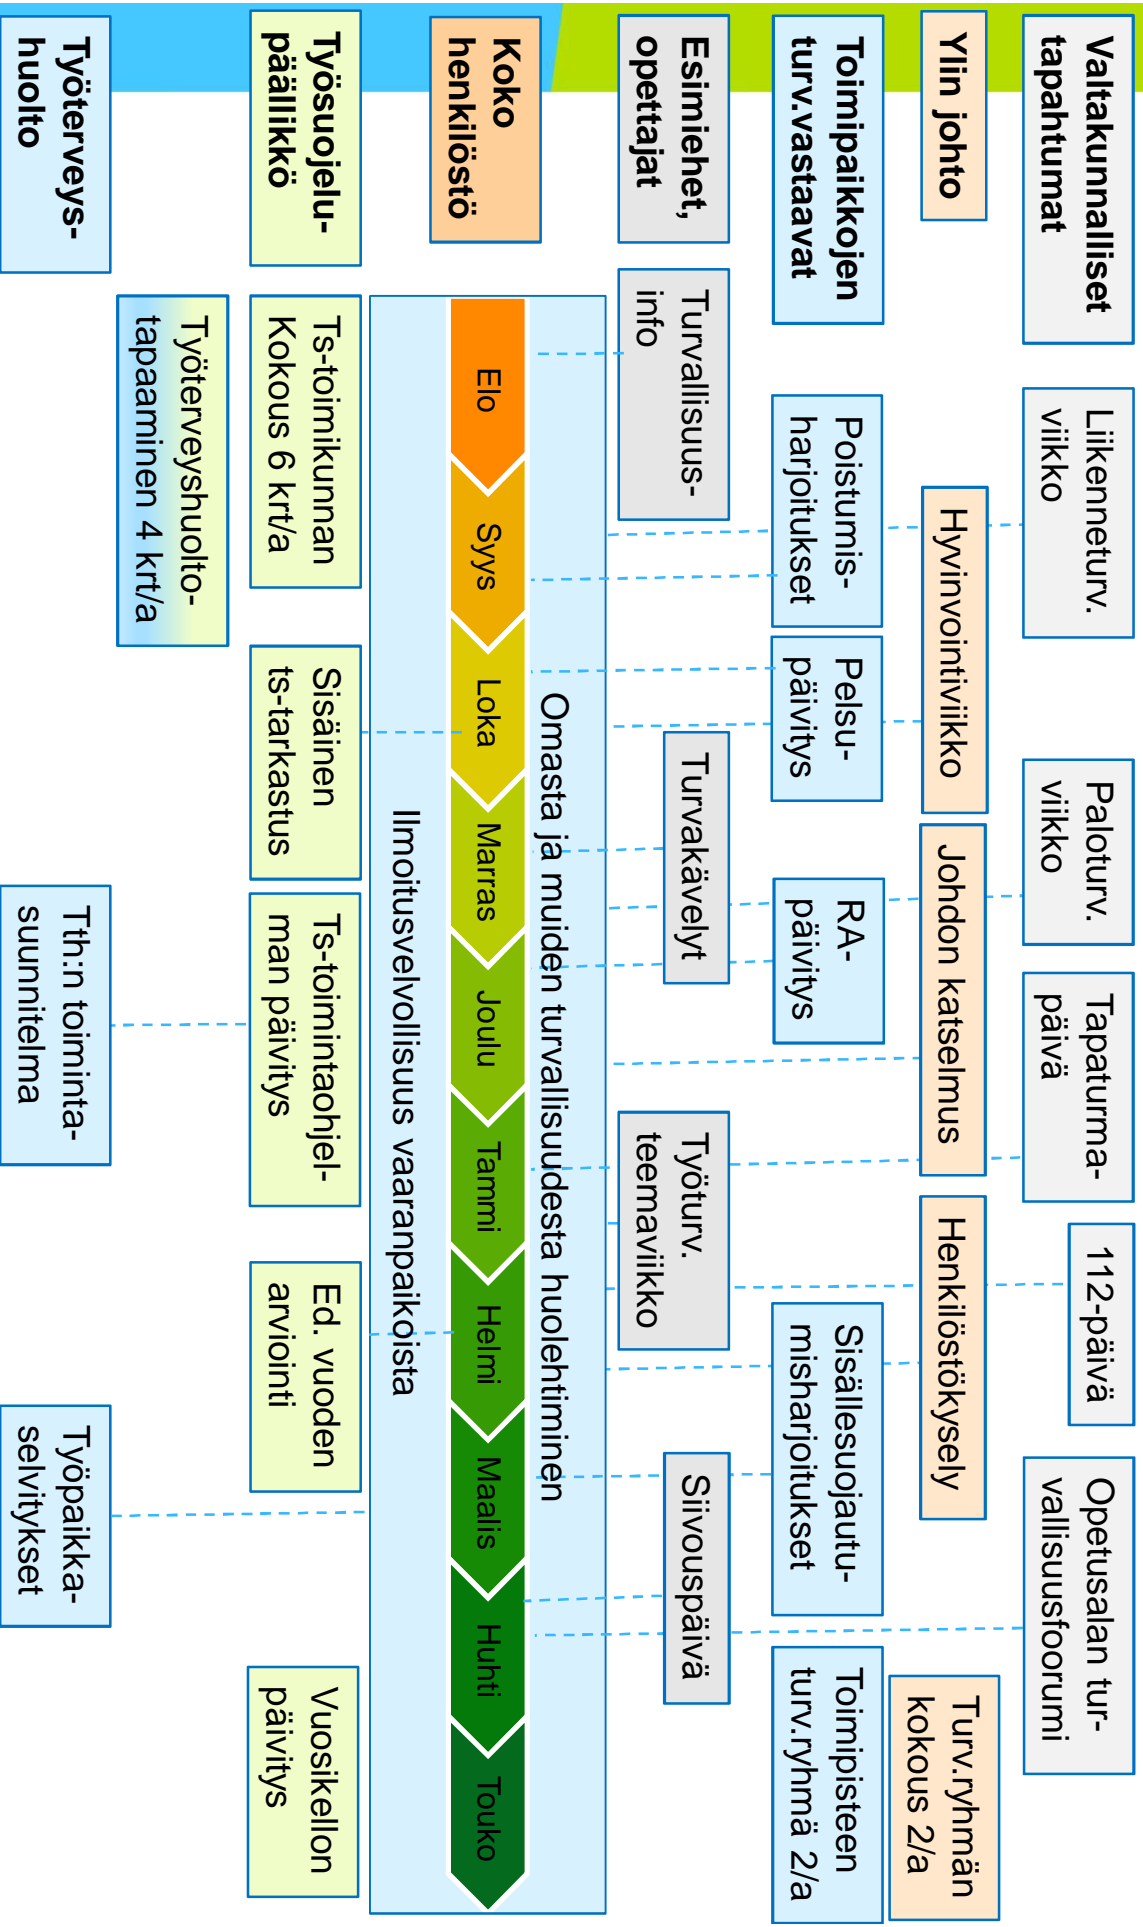 Valtakunnalliset
tapahtumat
Liikenneturv.
viikko
Paloturv.
viikko
Tapaturma-
päivä
112-päivä
Opetusalan tur-
vallisuusfoorumi
Ylin johto
Hyvinvointiviikko
Johdon katselmus
Henkilöstökysely
Turv.ryhmän
kokous 2/a
Toimipaikkojen
turv.vastaavat
Poistumis-
harjoitukset
Pelsu-
päivitys
RA-
päivitys
Sisällesuojautu-
misharjoitukset
Toimipisteen
turv.ryhmä 2/a
Esimiehet,
opettajat
Turvallisuus-
info
Turvakävelyt
Työturv.
teemaviikko
Siivouspäivä
Koko
henkilöstö
Omasta ja muiden turvallisuudesta huolehtiminen
Elo
Syys
Loka
Marras
Joulu
Tammi
Helmi
Maalis
Huhti
Touko
Ilmoitusvelvollisuus vaaranpaikoista
Työsuojelu-
päällikkö
Ts-toimikunnan
Kokous 6 krt/a
Sisäinen
ts-tarkastus
Ts-toimintaohjel-
man päivitys
Ed. vuoden
arviointi
Vuosikellon
päivitys
Työterveyshuolto-
tapaaminen 4 krt/a
Työterveys-
huolto
Tth:n toiminta-
suunnitelma
Työpaikka-
selvitykset